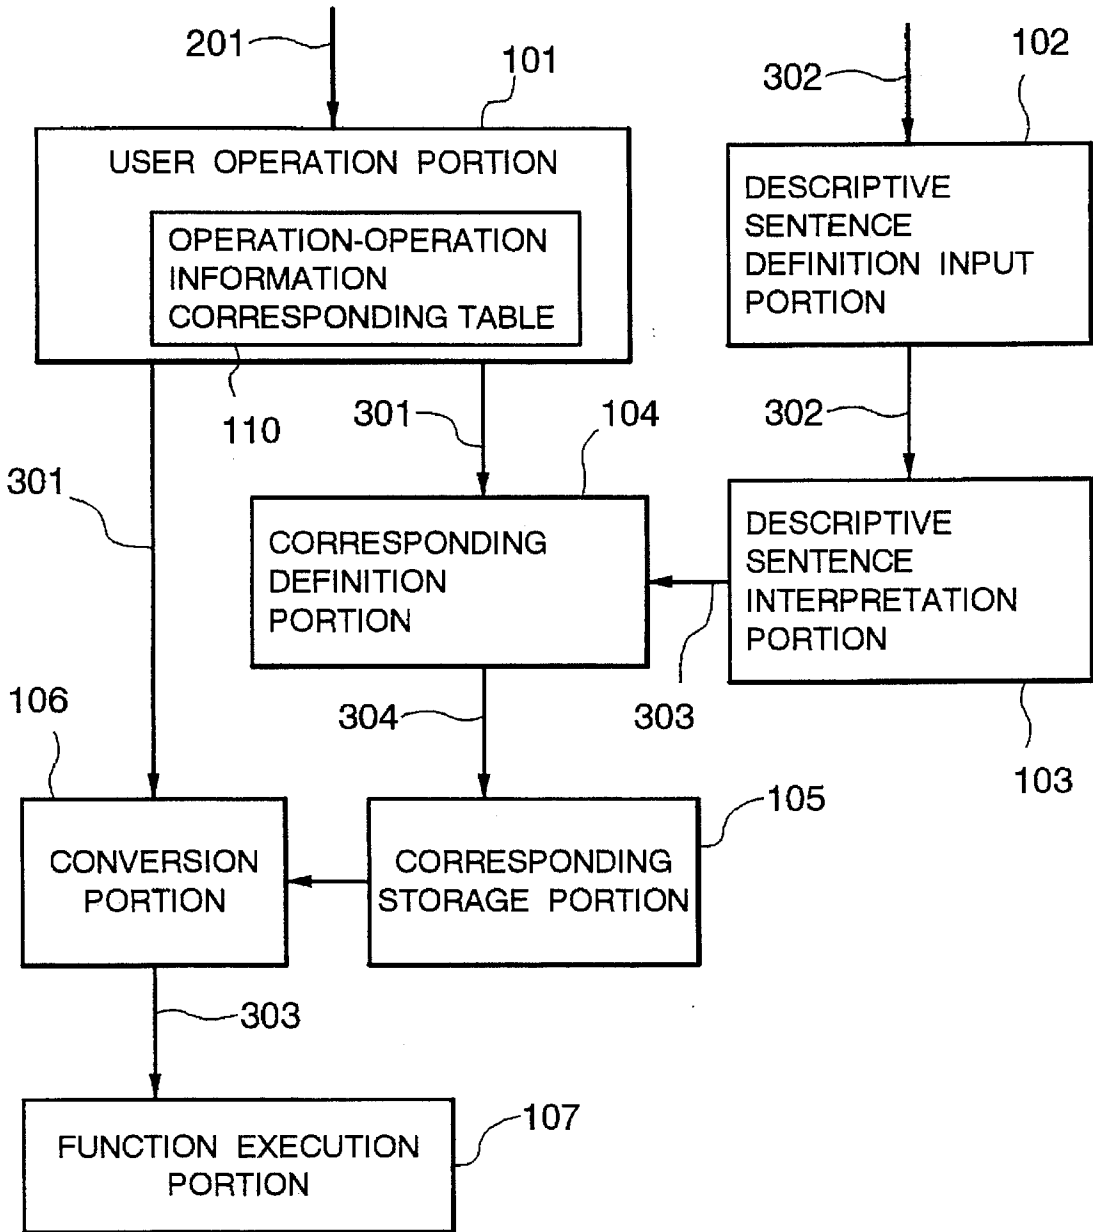 201
101
302
102
USER OPERATION PORTION
OPERATION-OPERATION
INFORMATION
CORRESPONDING TABLE
DESCRIPTIVE
SENTENCE
DEFINITION INPUT
PORTION
110
301
104
302
301
CORRESPONDING
DEFINITION
PORTION
DESCRIPTIVE
SENTENCE
INTERPRETATION
PORTION
303
106
304
103
105
CONVERSION
PORTION
CORRESPONDING
STORAGE PORTION
303
107
FUNCTION EXECUTION
PORTION